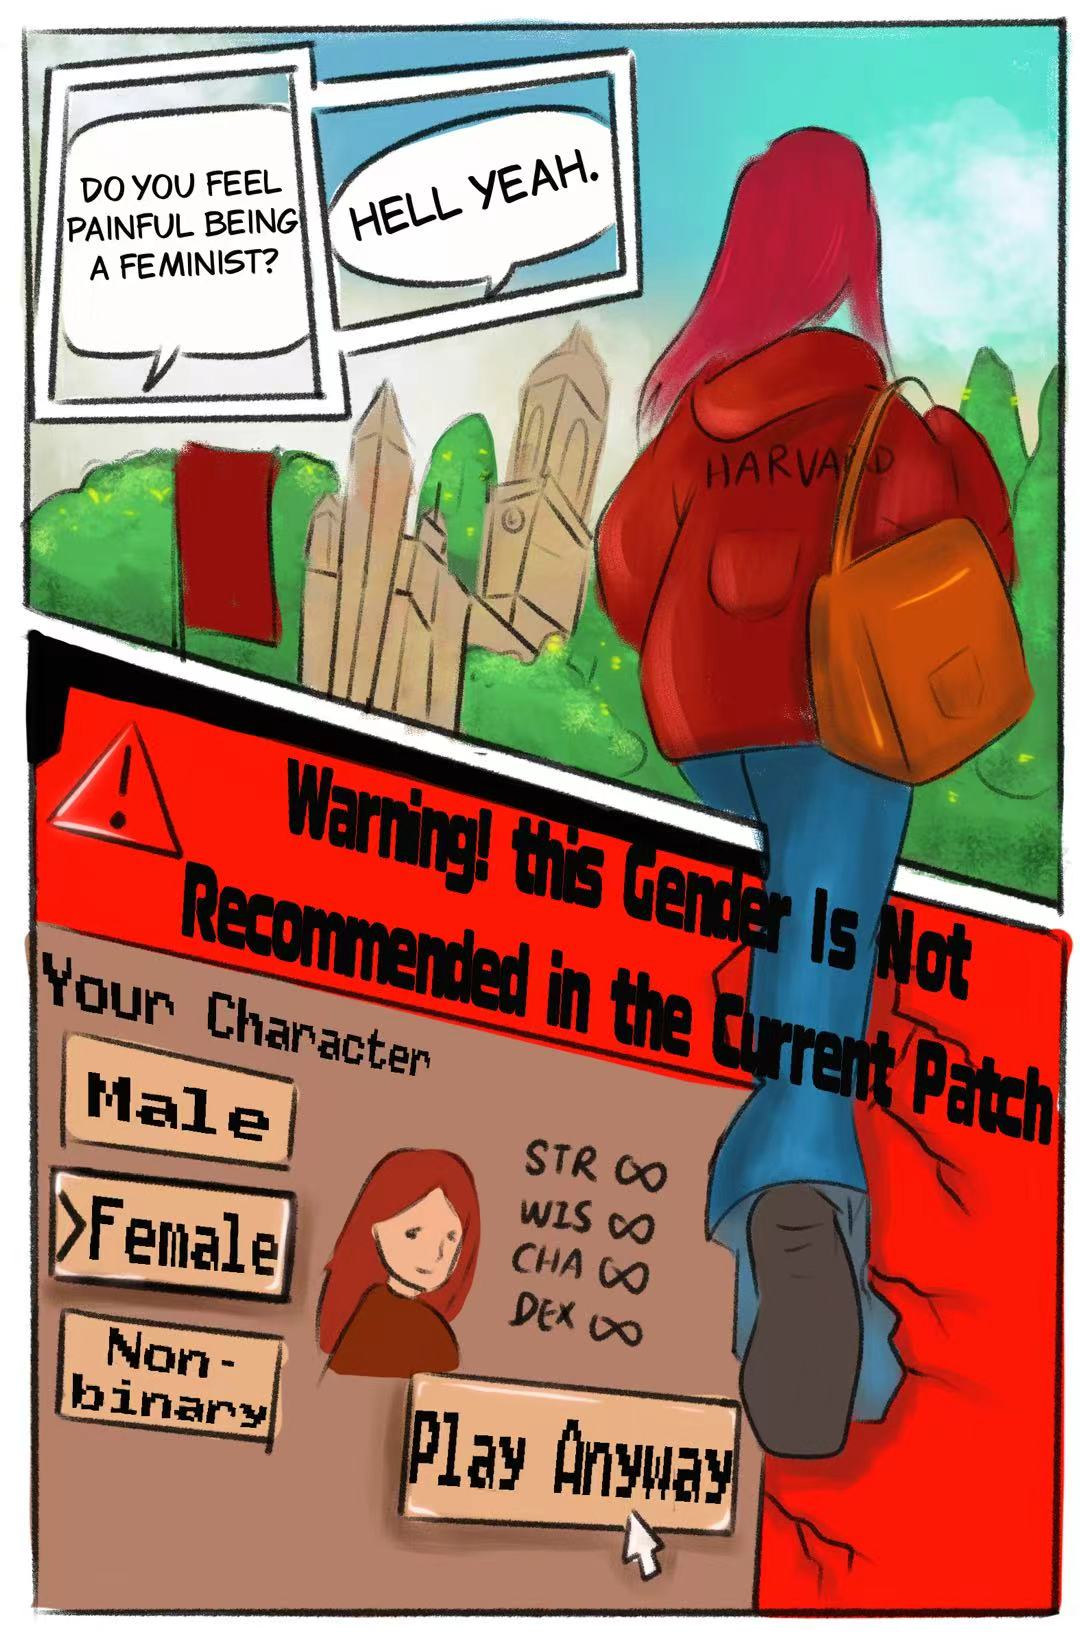 DO YOU FEEL
PAINFUL BEING
A FEMINIST?
HELL YEAH.
HARVARD
Warning! this Gender Is Not
Recommended in the Current Patch
Your Character
Male
>Female
Non-
binary
STR ∞
WIS ∞
CHA ∞
DEX ∞
Play Anyway